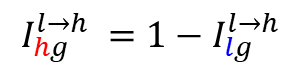 I_{hg}^{l→h} = 1 − I_{lg}^{l→h}